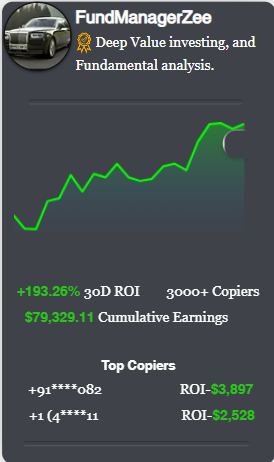 FundManagerZee
Deep Value investing, and
Fundamental analysis.
+193.26% 30D ROI 3000+ Copiers
$79,329.11 Cumulative Earnings
Top Copiers
+91****082 ROI-$3,897
+1 (4****11 ROI-$2,528